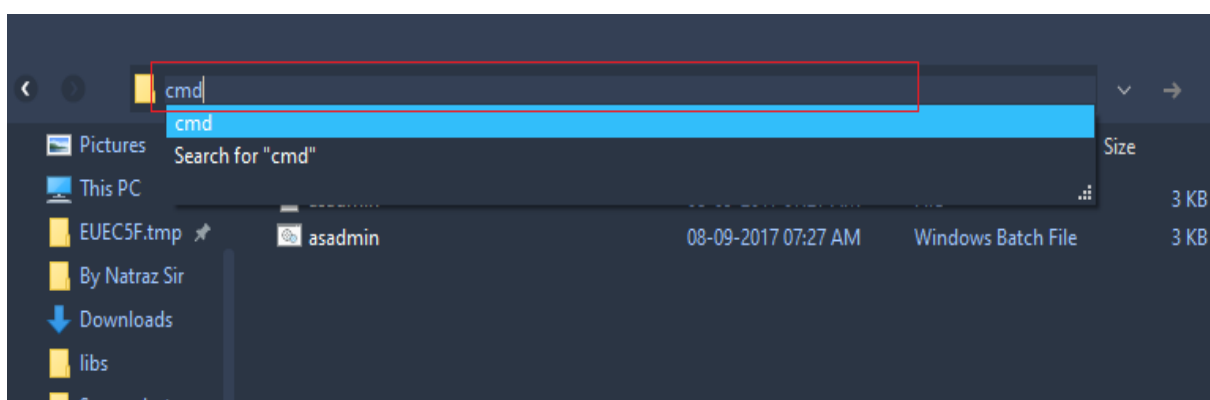 cmd
cmd
Search for "cmd"
Size
Pictures
This PC
EUEC5F.tmp
By Natraz Sir
Downloads
libs
3 KB
asadmin 08-09-2017 07:27 AM Windows Batch File 3 KB